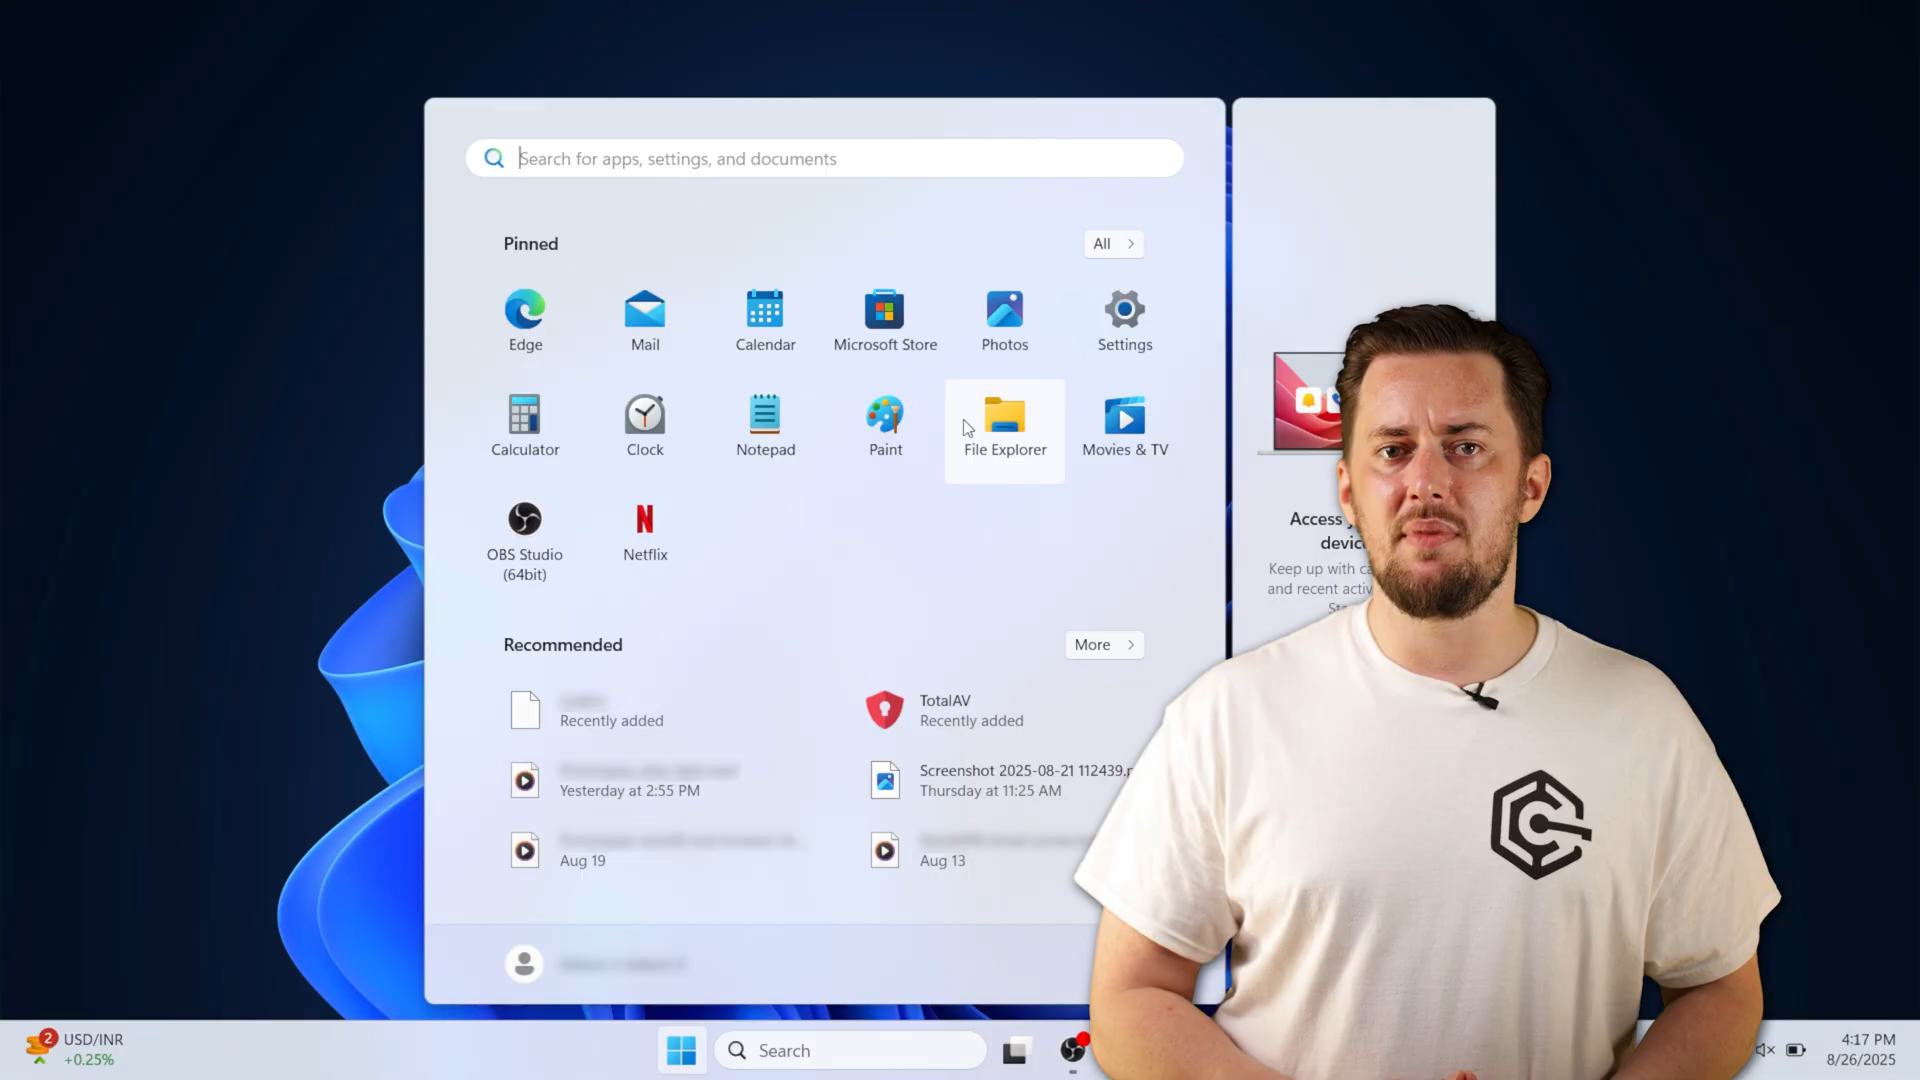 Search for apps, settings, and documents
Pinned
All
Edge
Mail
Calendar
Microsoft Store
Photos
Settings
Calculator
Clock
Notepad
Paint
File Explorer
Movies & TV
OBS Studio
(64bit)
Netflix
Recommended
More
Recently added
TotalAV
Recently added
Yesterday at 2:55 PM
Screenshot 2025-08-21 112439.
Thursday at 11:25 AM
Aug 19
Aug 13
Access
Keep up with
and recent
2
USD/INR
+0.25%
Search
4:17 PM
8/26/2025